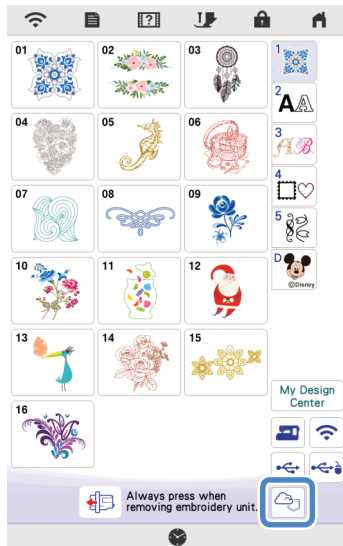 ?
01
02
03
1
2
AA
04
05
06
3
AB
4
07
08
09
5
10
11
12
D
©Disney
13
14
15
My Design
Center
16
Always press when
removing embroidery unit.